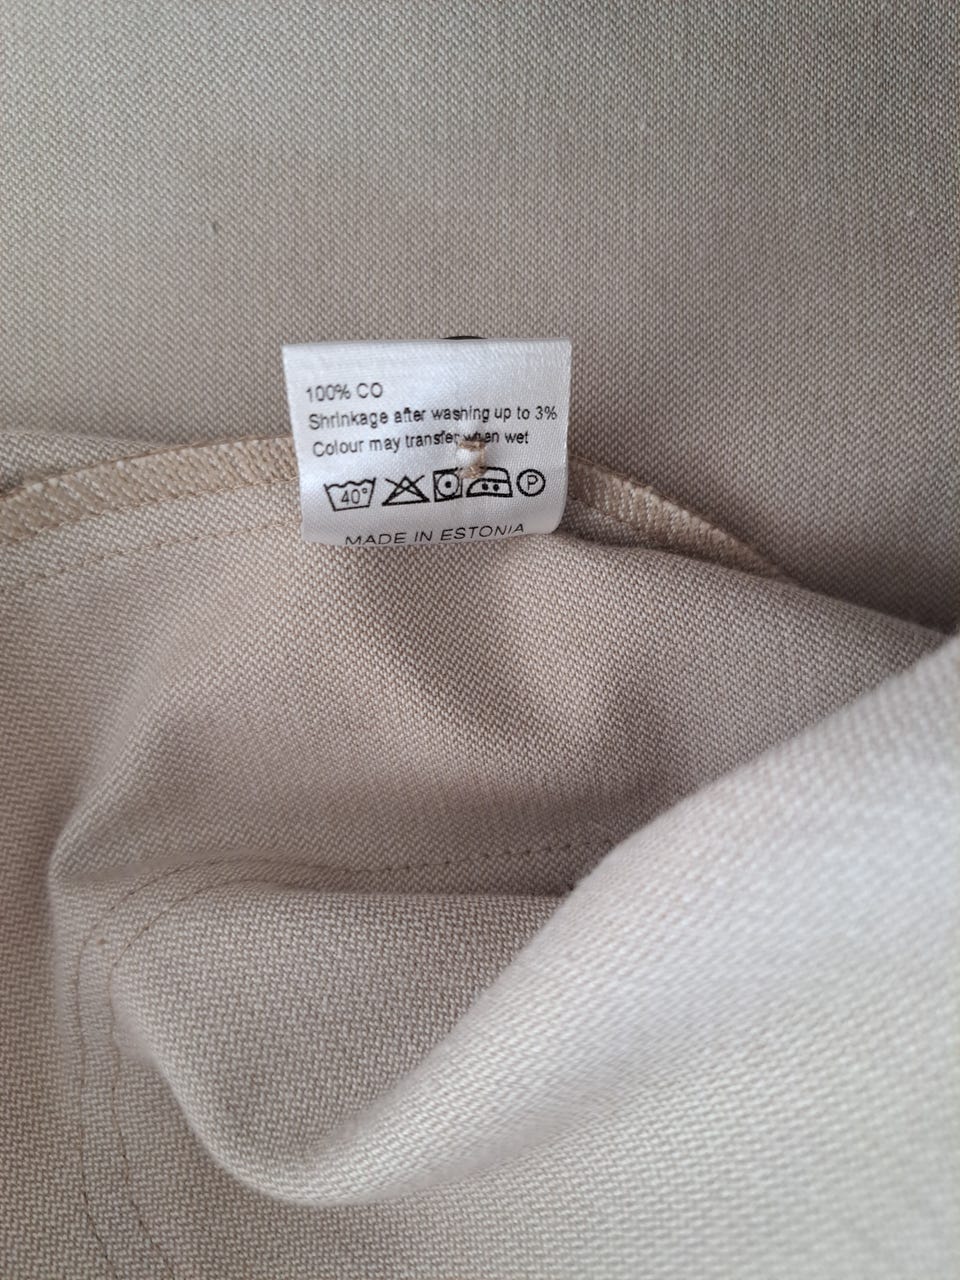 100% CO
Shrinkage after washing up to 3%
Colour may transfer when wet
40° P
MADE IN ESTONIA